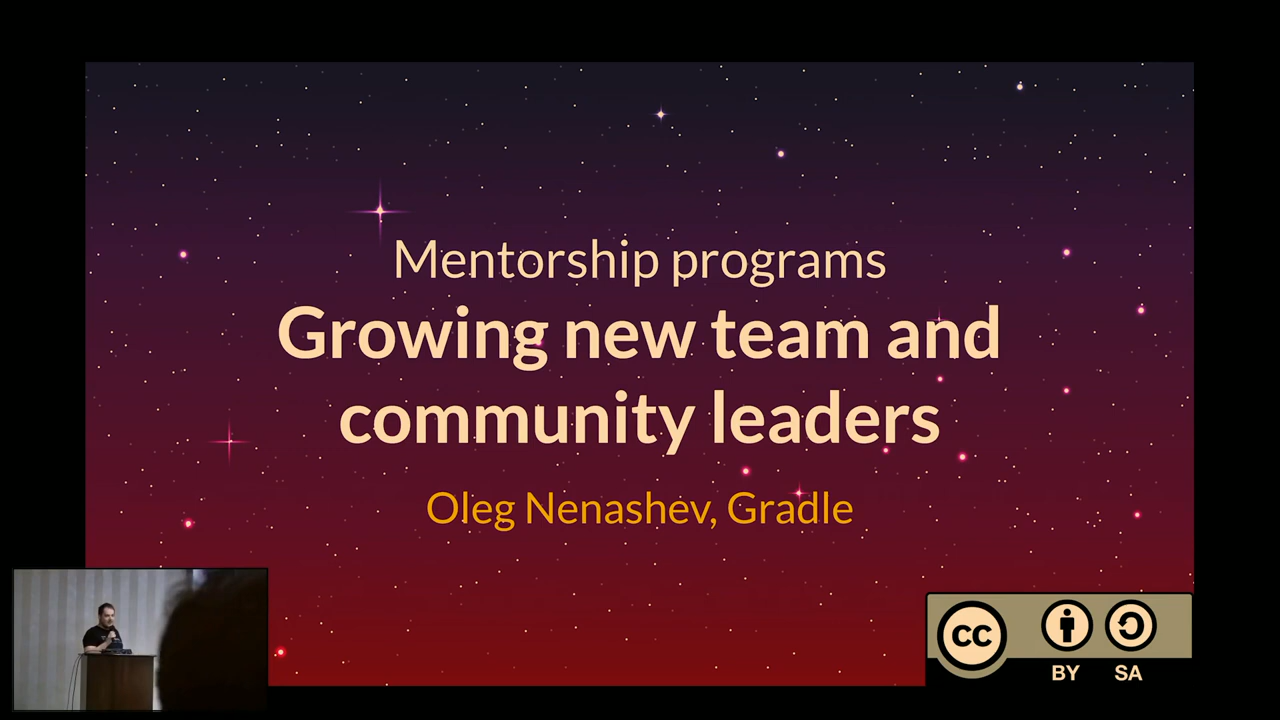 Mentorship programs
Growing new team and
community leaders
Oleg Nenashev, Gradle
CC
BY SA